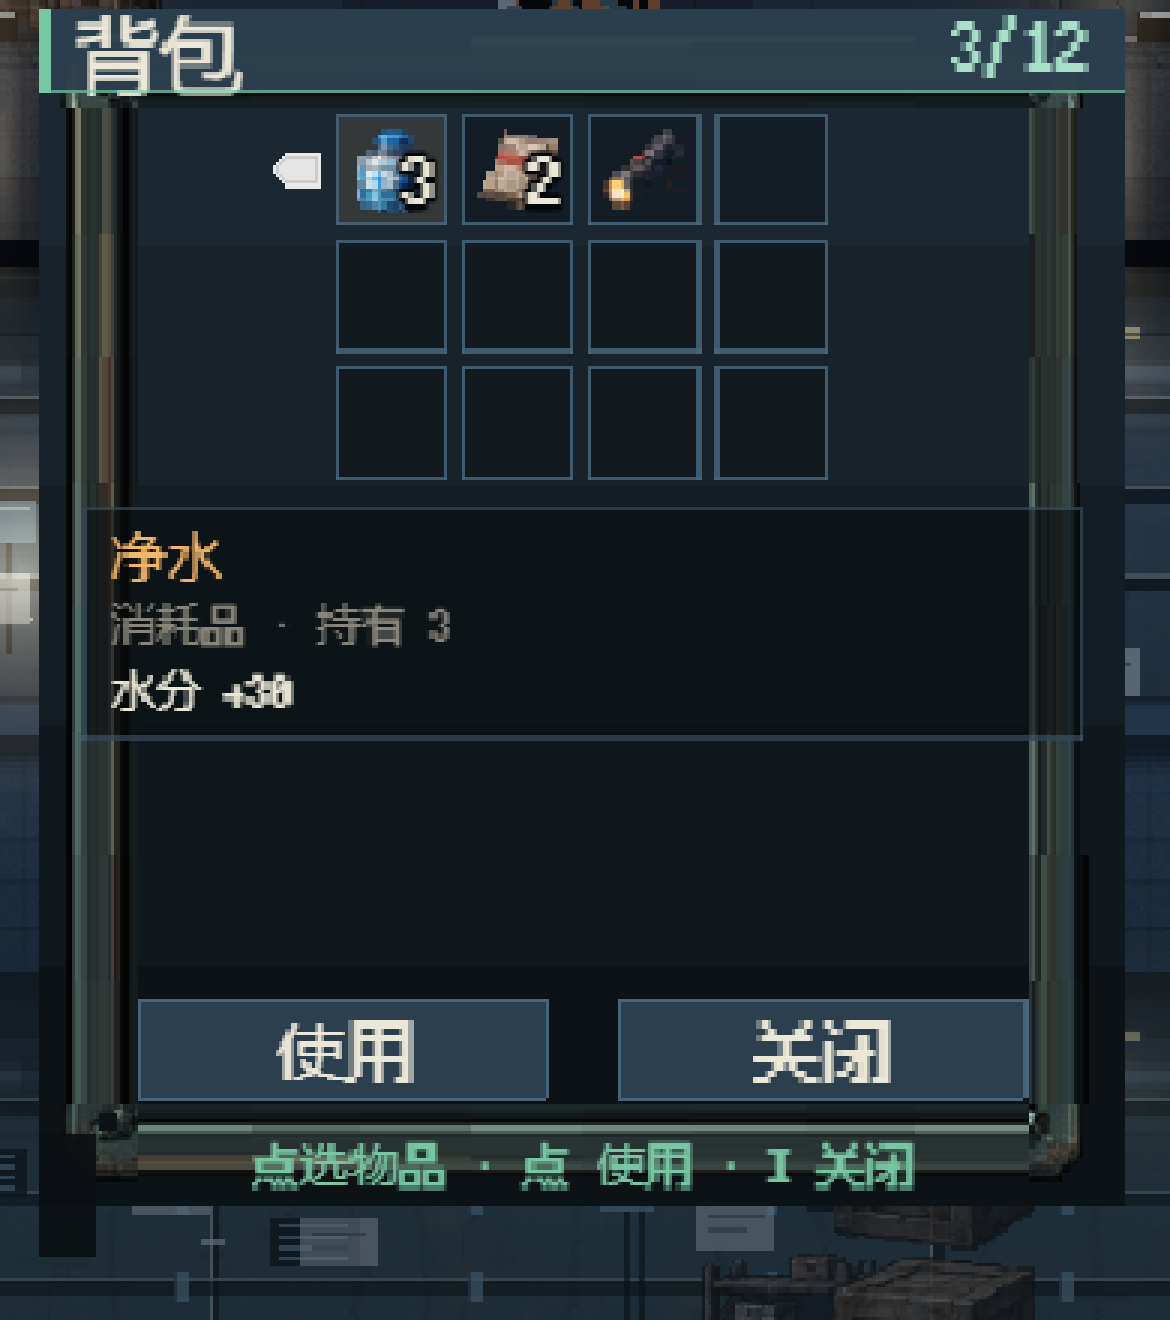 背包 3/12
3 2
净水
消耗品 · 持有 3
水分 +30
使用 关闭
点选物品 · 点 使用 · I 关闭